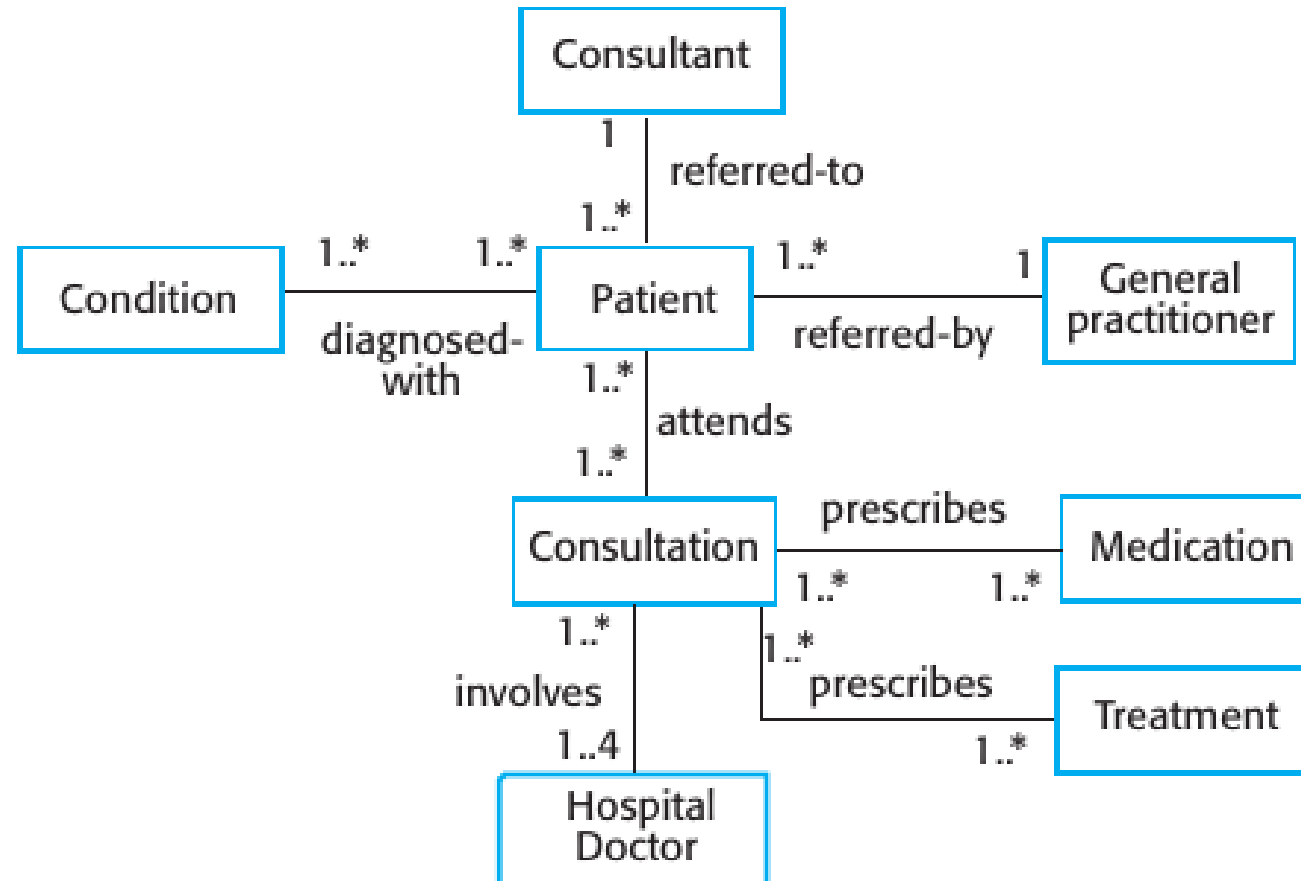 Consultant
1
referred-to
1..*
1..*
1..*
1..*
1
Condition
Patient
General
practitioner
diagnosed-
with
referred-by
1..*
attends
1..*
prescribes
Consultation
Medication
1..*
1..*
1..*
1..*
involves
prescribes
Treatment
1..4
1..*
Hospital
Doctor